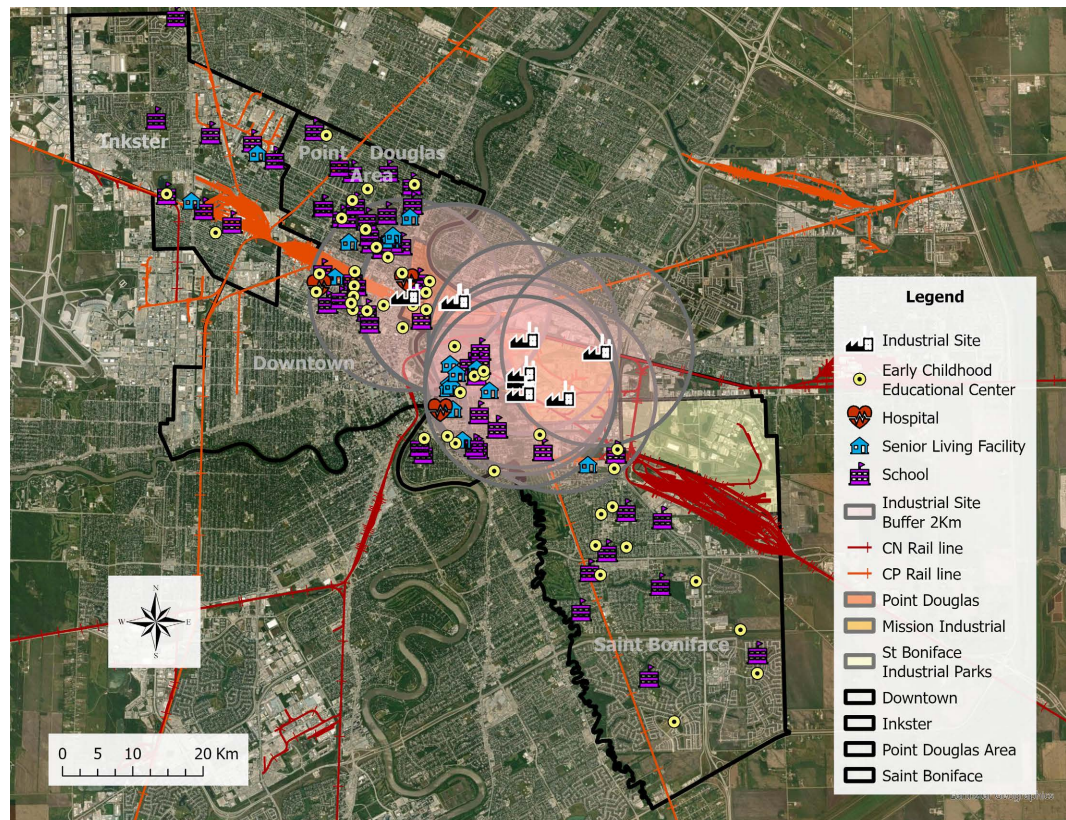 Inkster
Point Douglas
Area
Downtown
Saint Boniface
N
W
E
S
0 5 10 20 Km
Legend
Industrial Site
Early Childhood
Educational Center
Hospital
Senior Living Facility
School
Industrial Site
Buffer 2Km
CN Rail line
CP Rail line
Point Douglas
Mission Industrial
St Boniface
Industrial Parks
Downtown
Inkster
Point Douglas Area
Saint Boniface